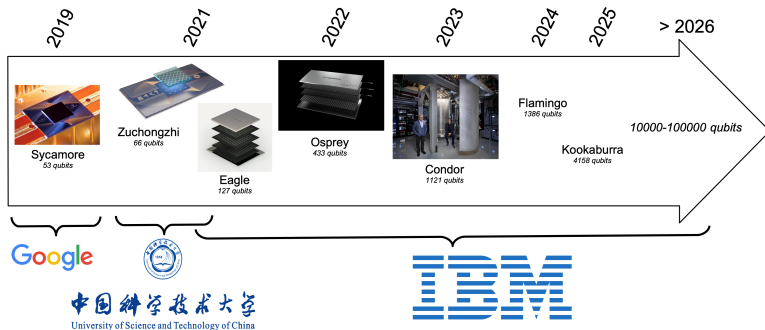 2019
2021
2022
2023
2024
2025
> 2026
Sycamore
53 qubits
Zuchongzhi
66 qubits
Eagle
127 qubits
Osprey
433 qubits
Condor
1121 qubits
Flamingo
1386 qubits
Kookaburra
4158 qubits
10000-100000 qubits
Google
中国科学技术大学
University of Science and Technology of China
IBM